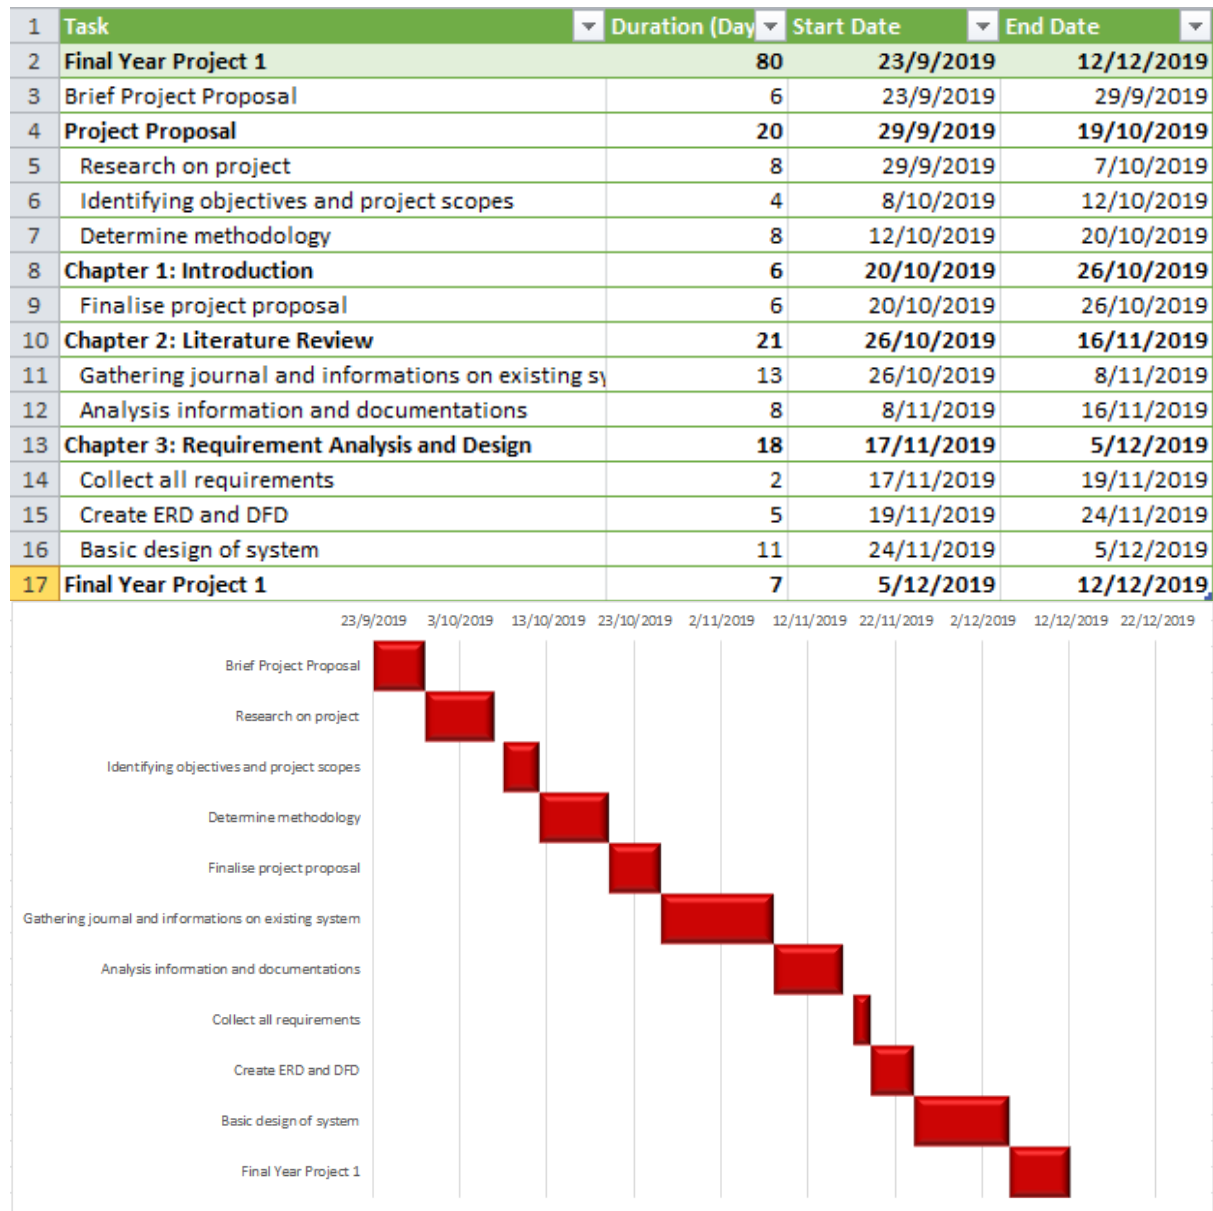 1 Task Duration (Day Start Date End Date
2 Final Year Project 1 80 23/9/2019 12/12/2019
3 Brief Project Proposal 6 23/9/2019 29/9/2019
4 Project Proposal 20 29/9/2019 19/10/2019
5 Research on project 8 29/9/2019 7/10/2019
6 Identifying objectives and project scopes 4 8/10/2019 12/10/2019
7 Determine methodology 8 12/10/2019 20/10/2019
8 Chapter 1: Introduction 6 20/10/2019 26/10/2019
9 Finalise project proposal 6 20/10/2019 26/10/2019
10 Chapter 2: Literature Review 21 26/10/2019 16/11/2019
11 Gathering journal and informations on existing sy 13 26/10/2019 8/11/2019
12 Analysis information and documentations 8 8/11/2019 16/11/2019
13 Chapter 3: Requirement Analysis and Design 18 17/11/2019 5/12/2019
14 Collect all requirements 2 17/11/2019 19/11/2019
15 Create ERD and DFD 5 19/11/2019 24/11/2019
16 Basic design of system 11 24/11/2019 5/12/2019
17 Final Year Project 1 7 5/12/2019 12/12/2019
23/9/2019 3/10/2019 13/10/2019 23/10/2019 2/11/2019 12/11/2019 22/11/2019 2/12/2019 12/12/2019 22/12/2019
Brief Project Proposal
Research on project
Identifying objectives and project scopes
Determine methodology
Finalise project proposal
Gathering journal and informations on existing system
Analysis information and documentations
Collect all requirements
Create ERD and DFD
Basic design of system
Final Year Project 1